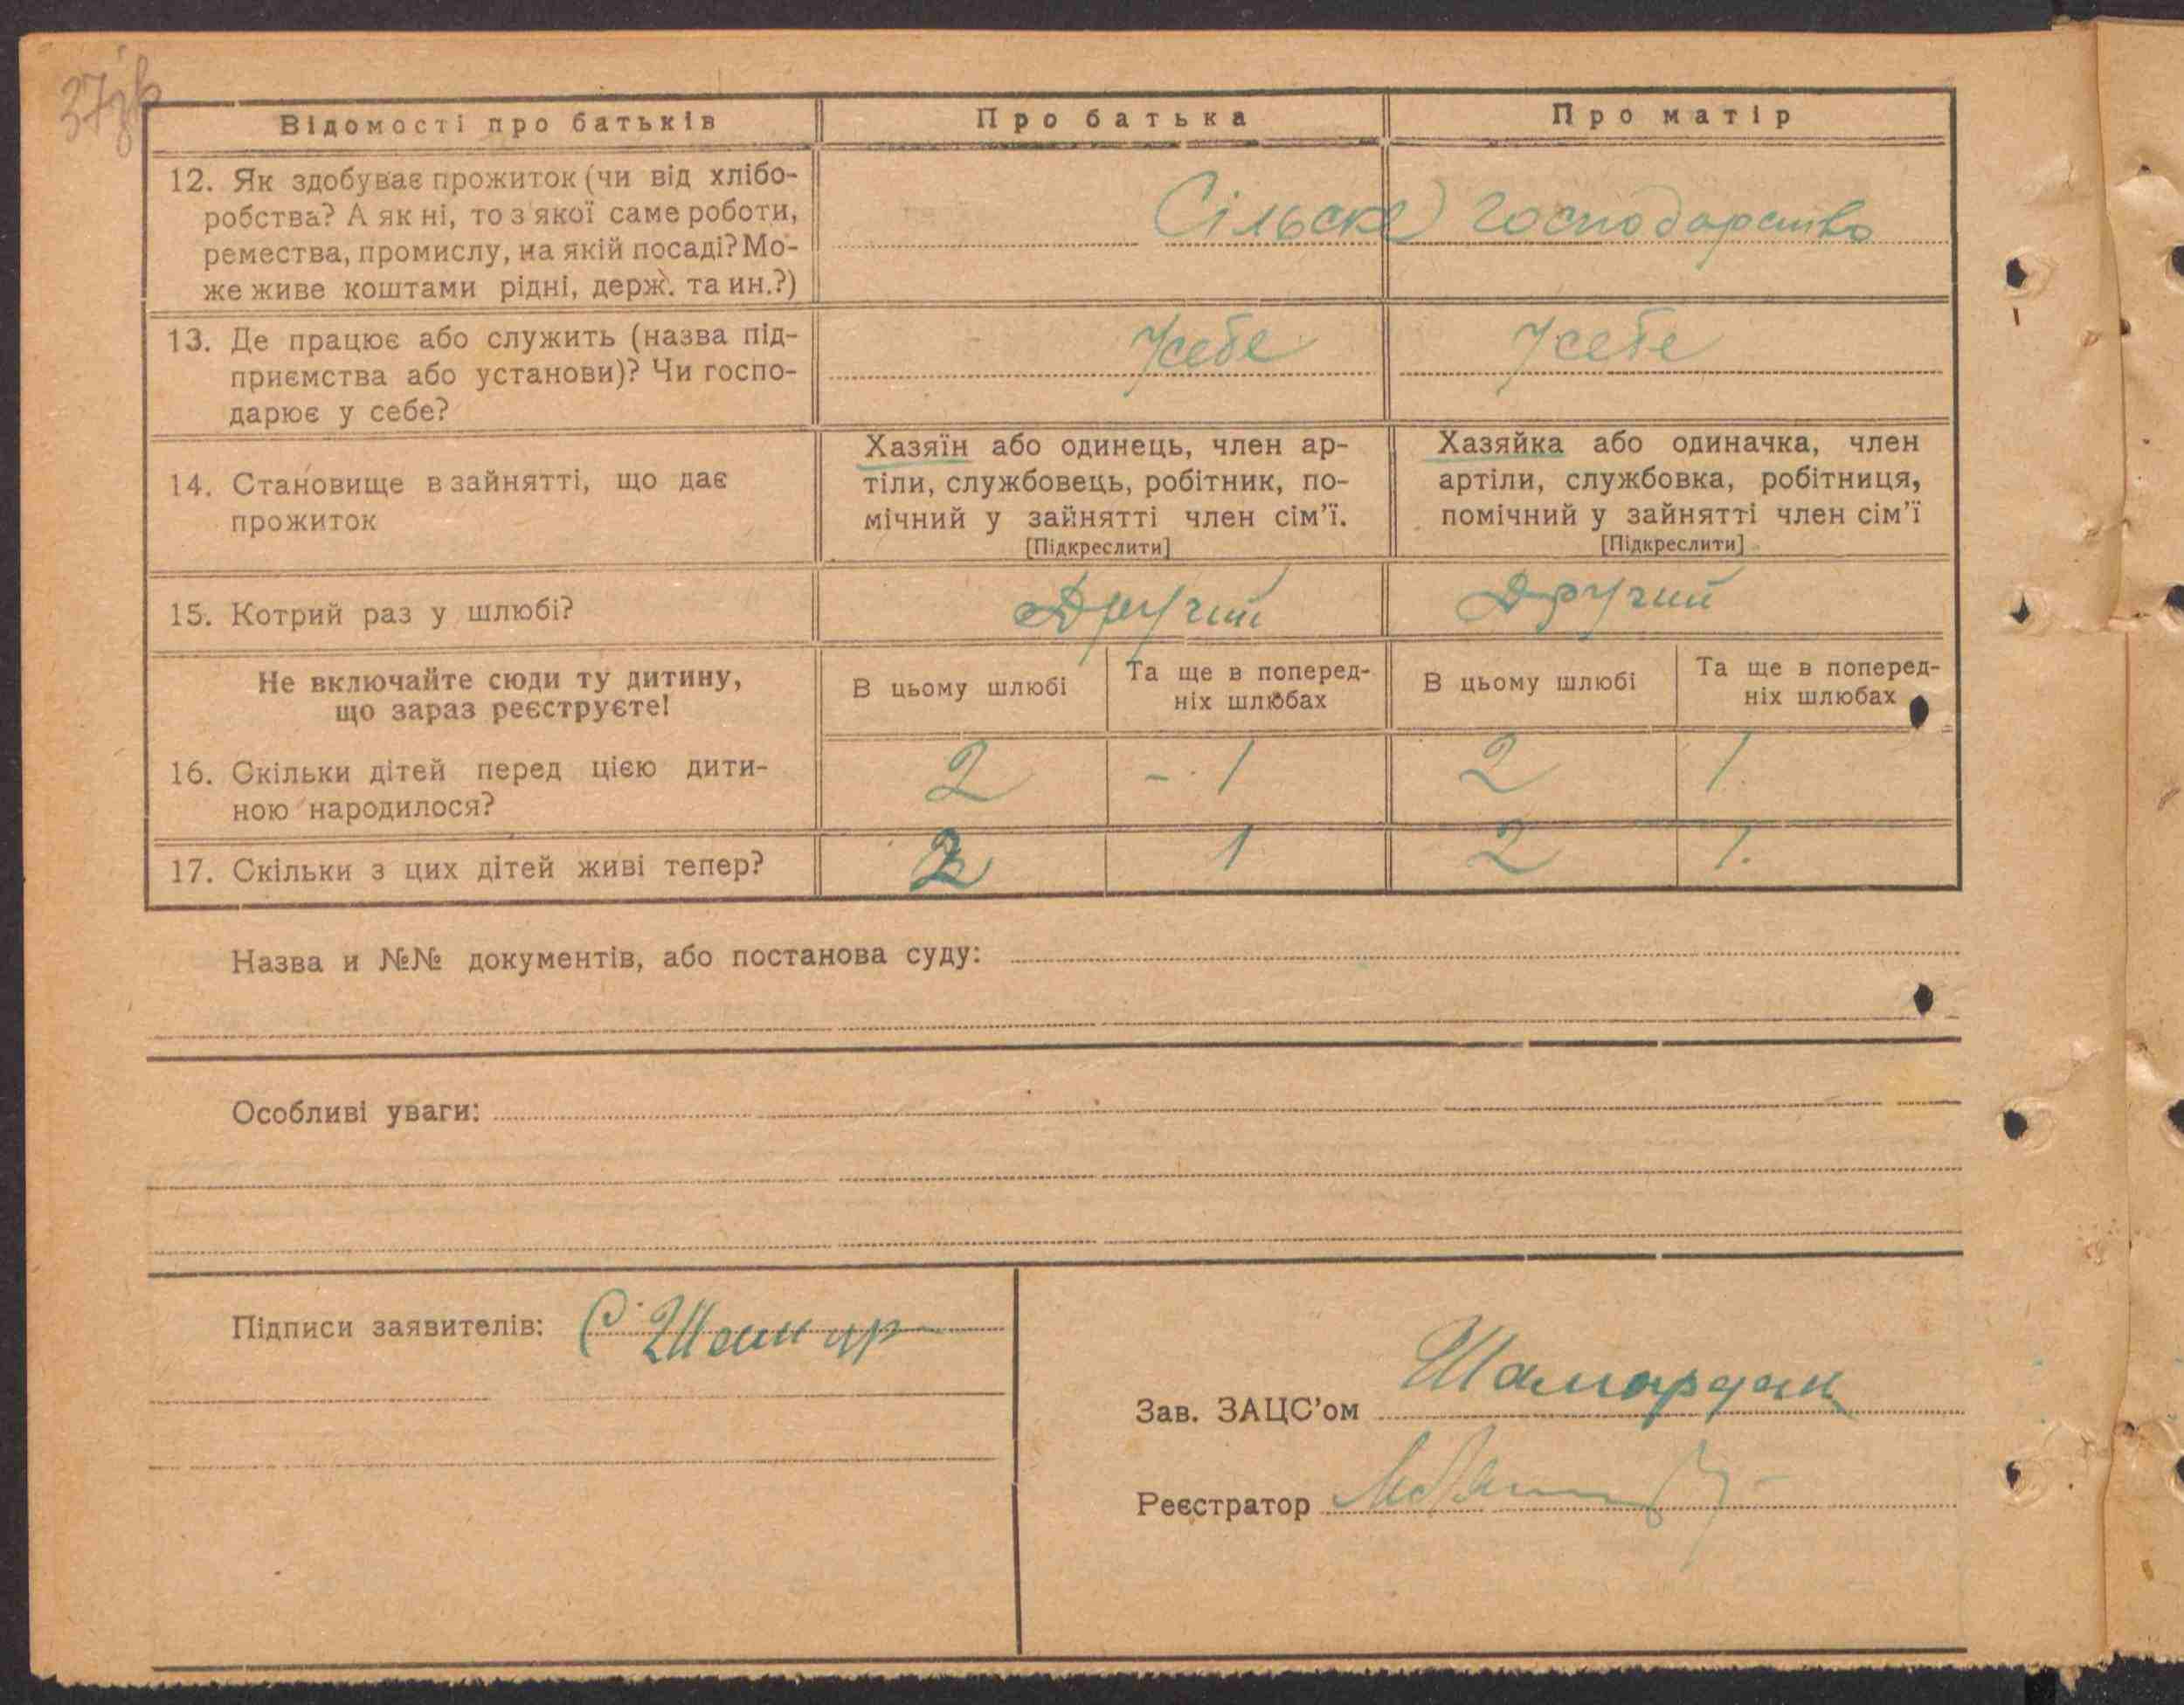 37зв
Відомості про батьків
Про батька
Про матір
12. Як здобуває прожиток (чи від хлібо-
робства? А як ні, то з якої саме роботи,
ремества, промислу, на якій посаді? Мо-
же живе коштами рідні, держ. та ин.?)
Сільске господарство
13. Де працює або служить (назва під-
приємства або установи)? Чи госпо-
дарює у себе?
Усебе
Усебе
14. Становище в зайнятті, що дає
прожиток
Хазяїн або одинець, член ар-
тіли, службовець, робітник, по-
мічний у зайнятті член сім'ї.
[Підкреслити]
Хазяйка або одиначка, член
артіли, службовка, робітниця,
помічний у зайнятті член сім'ї
[Підкреслити]
15. Котрий раз у шлюбі?
Другий
Другий
Не включайте сюди ту дитину,
що зараз реєструєте!
В цьому шлюбі
Та ще в поперед-
ніх шлюбах
В цьому шлюбі
Та ще в поперед-
ніх шлюбах
16. Скільки дітей перед цією дити-
ною народилося?
2
- 1
2
1.
17. Скільки з цих дітей живі тепер?
2
1
2
1.
Назва и №№ документів, або постанова суду:
Особливі уваги:
Підписи заявителів:
Зав. ЗАЦС'ом Шамардак
Реєстратор